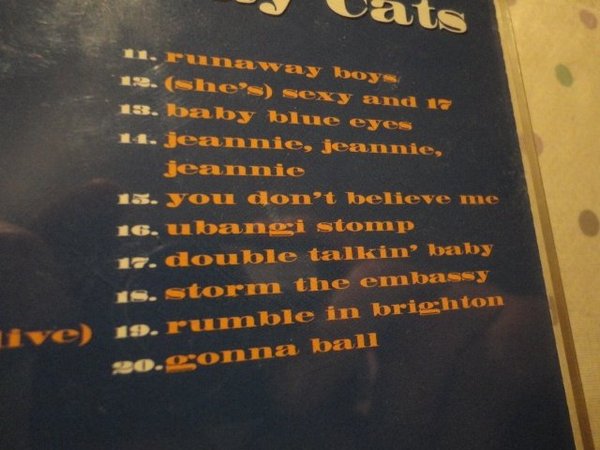 Cats
11. runaway boys
12. (she's) sexy and 17
13. baby blue eyes
14. jeannie, jeannie,
jeannie
15. you don't believe me
16. ubangi stomp
17. double talkin' baby
18. storm the embassy
live) 19. rumble in brighton
20. gonna ball